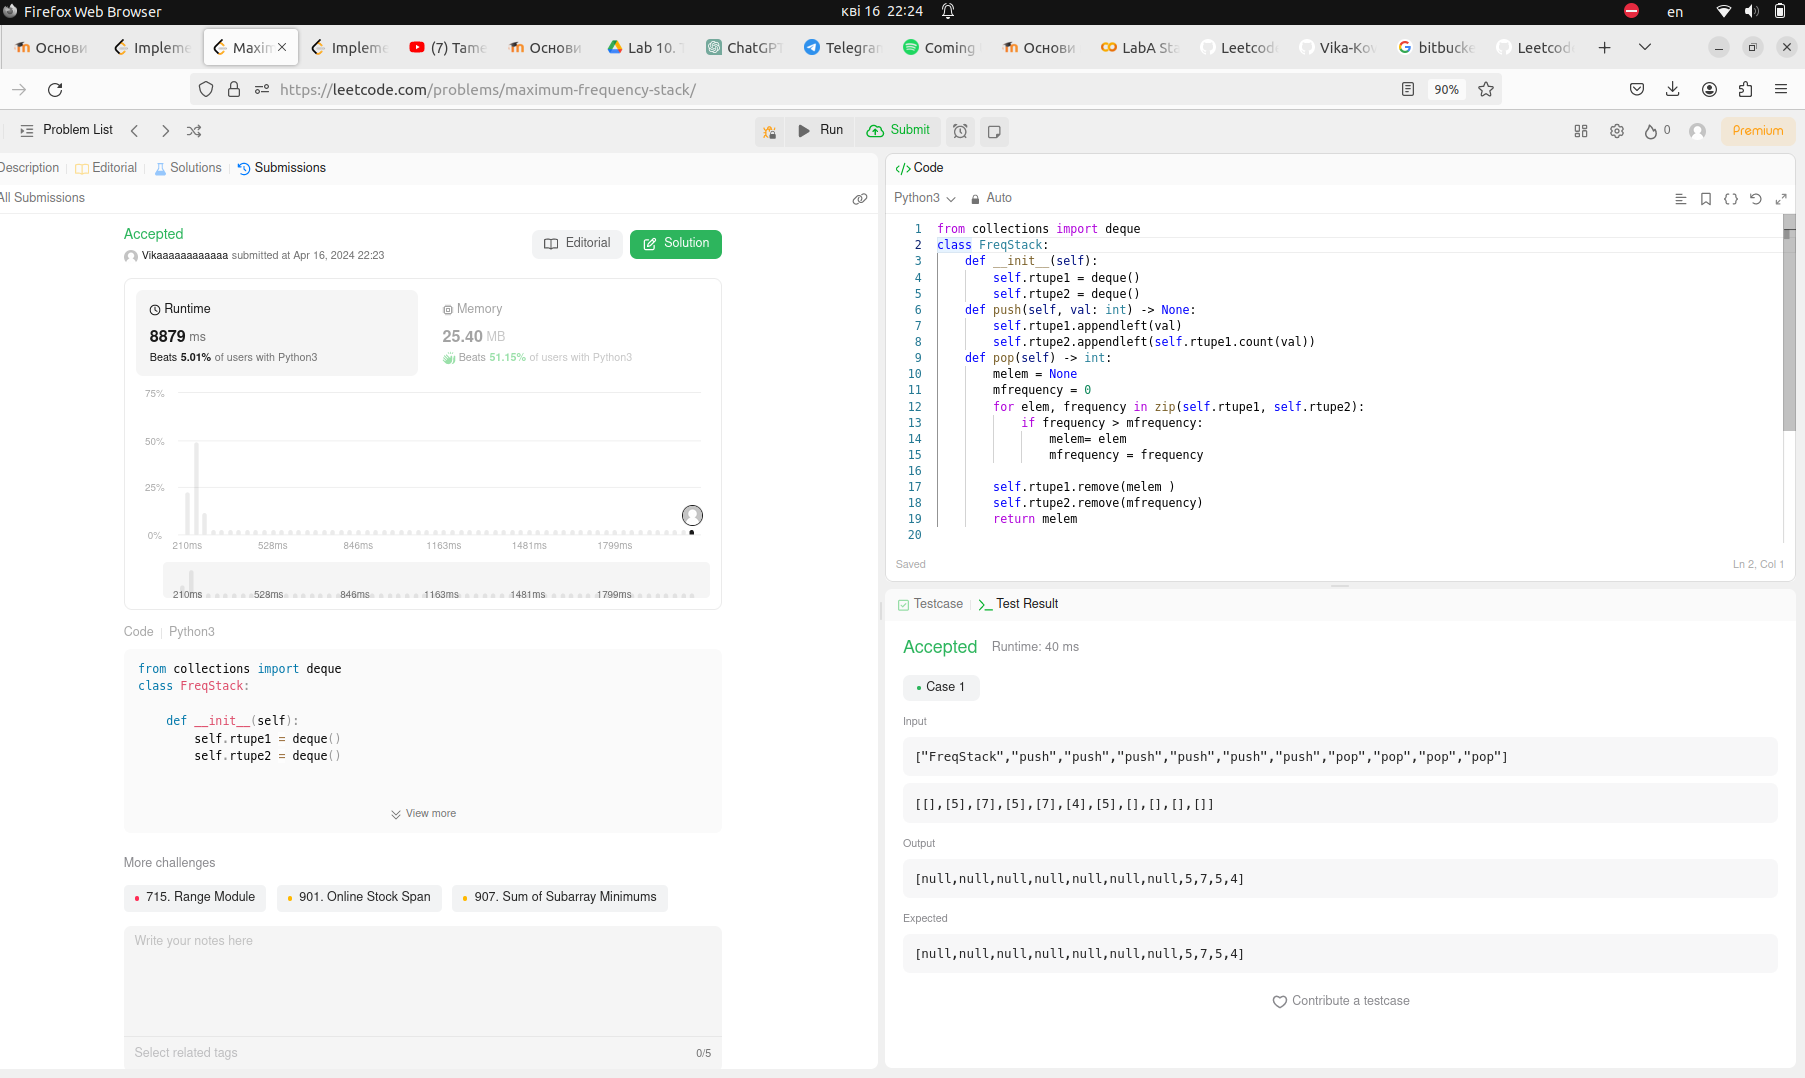 Firefox Web Browser
кві 16 22:24
en
Основи
Impleme
Maxim
Impleme
(7) Tame
Основи
Lab 10. T
ChatGPT
Telegram
Coming
Основи
LabA Sta
Leetcode
Vika-Kov
bitbucke
Leetcode
https://leetcode.com/problems/maximum-frequency-stack/
90%
Problem List
Run
Submit
0
Premium
Description
Editorial
Solutions
Submissions
All Submissions
Accepted
Vikaaaaaaaaaaaa submitted at Apr 16, 2024 22:23
Editorial
Solution
Runtime
8879 ms
Beats 5.01% of users with Python3
Memory
25.40 MB
Beats 51.15% of users with Python3
75%
50%
25%
0%
210ms 528ms 846ms 1163ms 1481ms 1799ms
210ms 528ms 846ms 1163ms 1481ms 1799ms
Code | Python3
from collections import deque
class FreqStack:
def __init__(self):
self.rtupe1 = deque()
self.rtupe2 = deque()
View more
More challenges
715. Range Module
901. Online Stock Span
907. Sum of Subarray Minimums
Write your notes here
Select related tags
0/5
</> Code
Python3
Auto
1 from collections import deque
2 class FreqStack:
3 def __init__(self):
4 self.rtupe1 = deque()
5 self.rtupe2 = deque()
6 def push(self, val: int) -> None:
7 self.rtupe1.appendleft(val)
8 self.rtupe2.appendleft(self.rtupe1.count(val))
9 def pop(self) -> int:
10 melem = None
11 mfrequency = 0
12 for elem, frequency in zip(self.rtupe1, self.rtupe2):
13 if frequency > mfrequency:
14 melem= elem
15 mfrequency = frequency
16
17 self.rtupe1.remove(melem )
18 self.rtupe2.remove(mfrequency)
19 return melem
20
Saved
Ln 2, Col 1
Testcase
Test Result
Accepted
Runtime: 40 ms
Case 1
Input
["FreqStack","push","push","push","push","push","push","pop","pop","pop","pop"]
[[],[5],[7],[5],[7],[4],[5],[],[],[],[]]
Output
[null,null,null,null,null,null,null,5,7,5,4]
Expected
[null,null,null,null,null,null,null,5,7,5,4]
Contribute a testcase